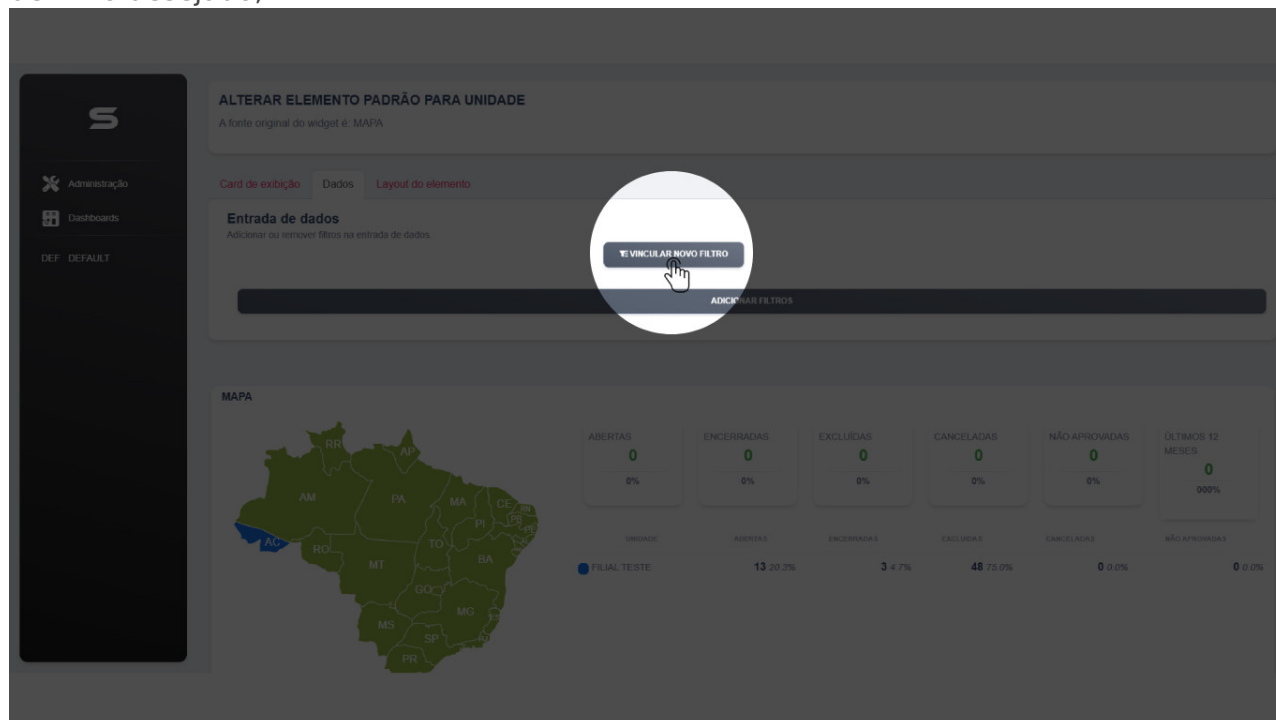 ALTERAR ELEMENTO PADRÃO PARA UNIDADE
A fonte original do widget é: MAPA
Administração
Dashboards
DEF DEFAULT
Card de exibição Dados Layout do elemento
Entrada de dados
Adicionar ou remover filtros na entrada de dados.
VINCULAR NOVO FILTRO
ADICIONAR FILTROS
MAPA
RR
AP
AM
PA
MA
CE
RN
PB
PE
PI
AC
RO
TO
MT
BA
GO
MG
MS
SP
PR
ABERTAS
0
0%
ENCERRADAS
0
0%
EXCLUÍDAS
0
0%
CANCELADAS
0
0%
NÃO APROVADAS
0
0%
ÚLTIMOS 12
MESES
0
000%
UNIDADE ABERTAS ENCERRADAS EXCLUÍDAS CANCELADAS NÃO APROVADAS
FILIAL TESTE 13 20.3% 3 4.7% 48 75.0% 0 0.0% 0 0.0%